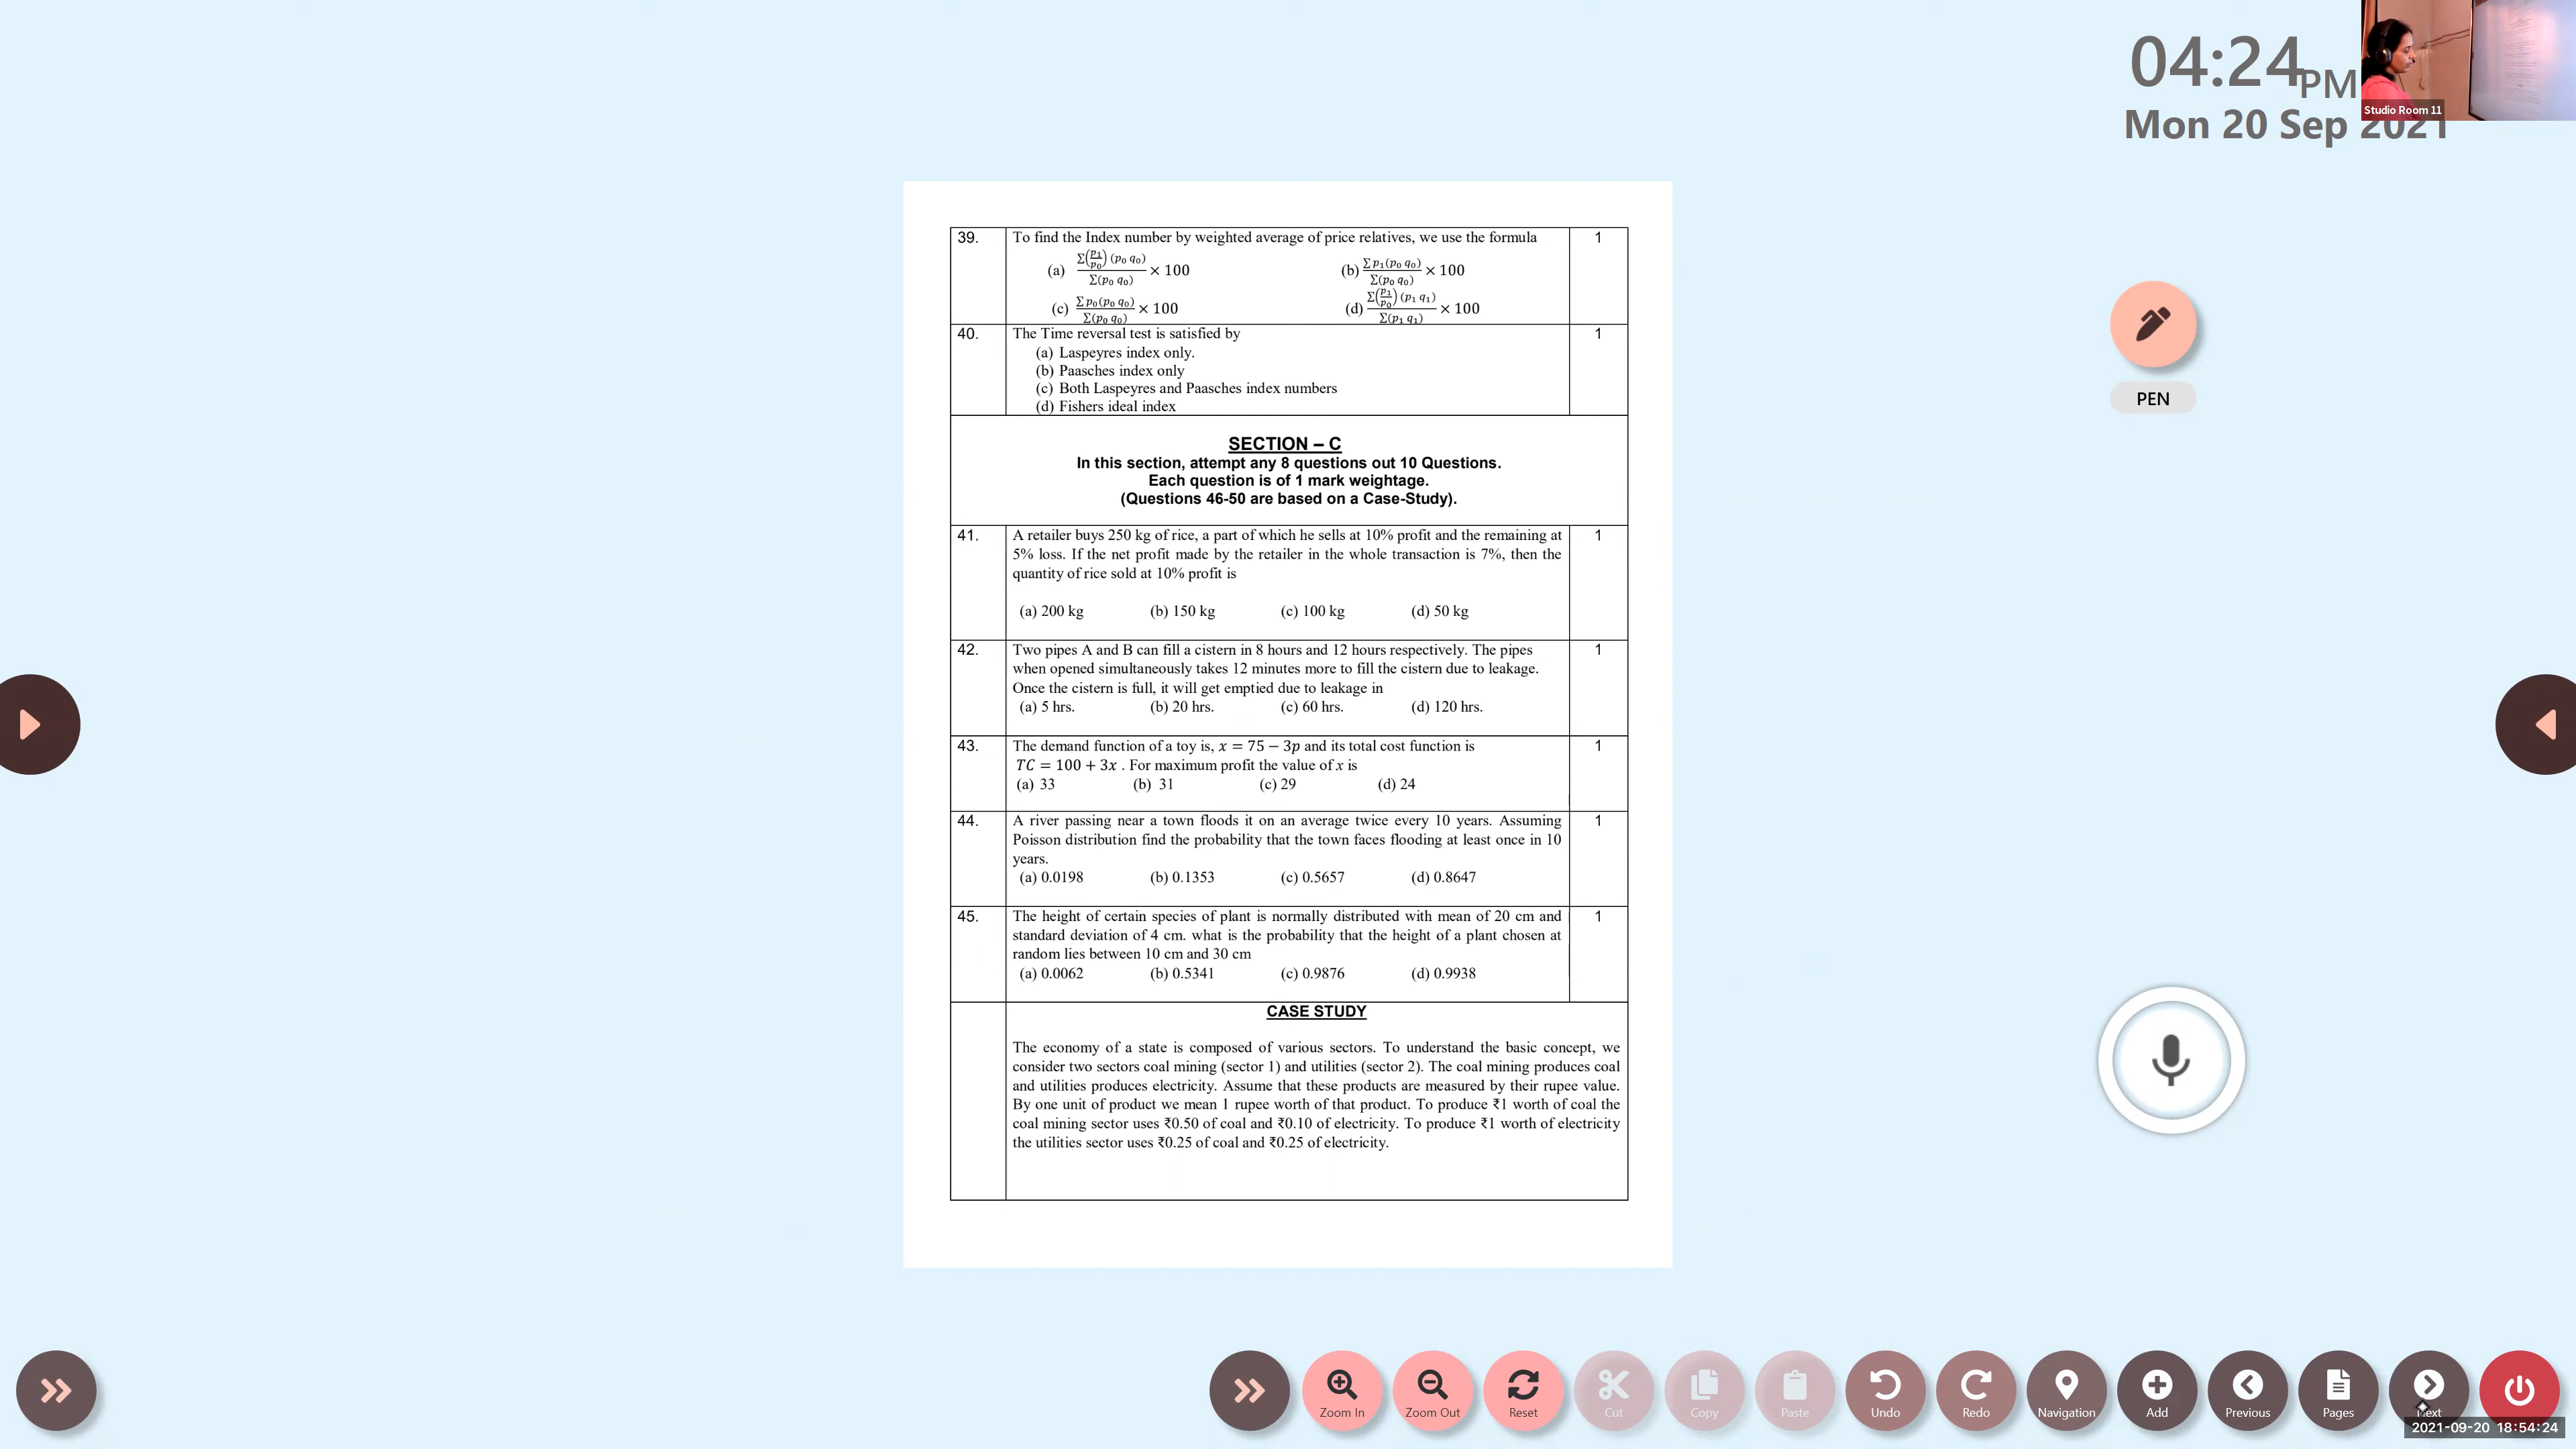 04:24 PM
Mon 20 Sep 2021
Studio Room 11
PEN
39. To find the Index number by weighted average of price relatives, we use the formula 1
(a) Σ(p₁/p₀) (p₀ q₀) / Σ(p₀ q₀) × 100 (b) Σ p₁(p₀ q₀) / Σ(p₀ q₀) × 100
(c) Σ p₀(p₀ q₀) / Σ(p₀ q₀) × 100 (d) Σ(p₁/p₀) (p₁ q₁) / Σ(p₁ q₁) × 100
40. The Time reversal test is satisfied by 1
(a) Laspeyres index only.
(b) Paasches index only
(c) Both Laspeyres and Paasches index numbers
(d) Fishers ideal index
SECTION – C
In this section, attempt any 8 questions out 10 Questions.
Each question is of 1 mark weightage.
(Questions 46-50 are based on a Case-Study).
41. A retailer buys 250 kg of rice, a part of which he sells at 10% profit and the remaining at 1
5% loss. If the net profit made by the retailer in the whole transaction is 7%, then the
quantity of rice sold at 10% profit is
(a) 200 kg (b) 150 kg (c) 100 kg (d) 50 kg
42. Two pipes A and B can fill a cistern in 8 hours and 12 hours respectively. The pipes 1
when opened simultaneously takes 12 minutes more to fill the cistern due to leakage.
Once the cistern is full, it will get emptied due to leakage in
(a) 5 hrs. (b) 20 hrs. (c) 60 hrs. (d) 120 hrs.
43. The demand function of a toy is, x = 75 − 3p and its total cost function is 1
TC = 100 + 3x . For maximum profit the value of x is
(a) 33 (b) 31 (c) 29 (d) 24
44. A river passing near a town floods it on an average twice every 10 years. Assuming 1
Poisson distribution find the probability that the town faces flooding at least once in 10
years.
(a) 0.0198 (b) 0.1353 (c) 0.5657 (d) 0.8647
45. The height of certain species of plant is normally distributed with mean of 20 cm and 1
standard deviation of 4 cm. what is the probability that the height of a plant chosen at
random lies between 10 cm and 30 cm
(a) 0.0062 (b) 0.5341 (c) 0.9876 (d) 0.9938
CASE STUDY
The economy of a state is composed of various sectors. To understand the basic concept, we
consider two sectors coal mining (sector 1) and utilities (sector 2). The coal mining produces coal
and utilities produces electricity. Assume that these products are measured by their rupee value.
By one unit of product we mean 1 rupee worth of that product. To produce ₹1 worth of coal the
coal mining sector uses ₹0.50 of coal and ₹0.10 of electricity. To produce ₹1 worth of electricity
the utilities sector uses ₹0.25 of coal and ₹0.25 of electricity.
Zoom In Zoom Out Reset Cut Copy Paste Undo Redo Navigation Add Previous Pages Next
2021-09-20 18:54:24